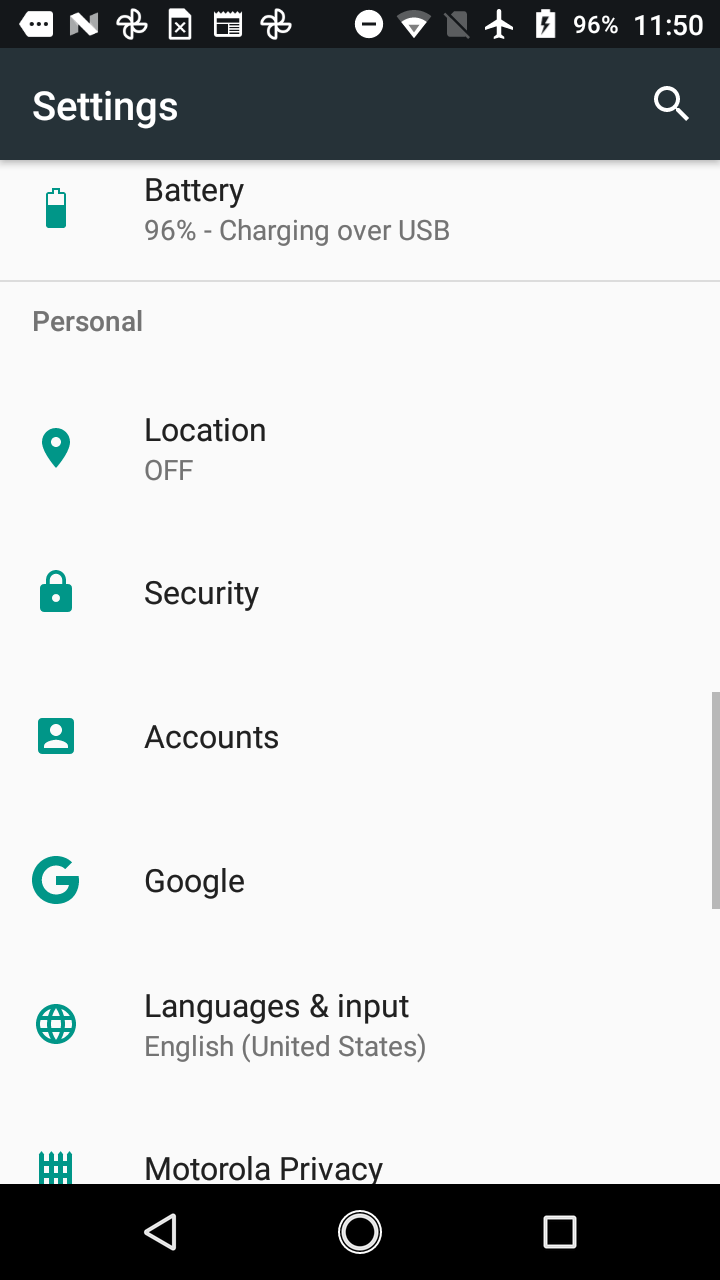 96% 11:50
Settings
Battery
96% - Charging over USB
Personal
Location
OFF
Security
Accounts
Google
Languages & input
English (United States)
Motorola Privacy